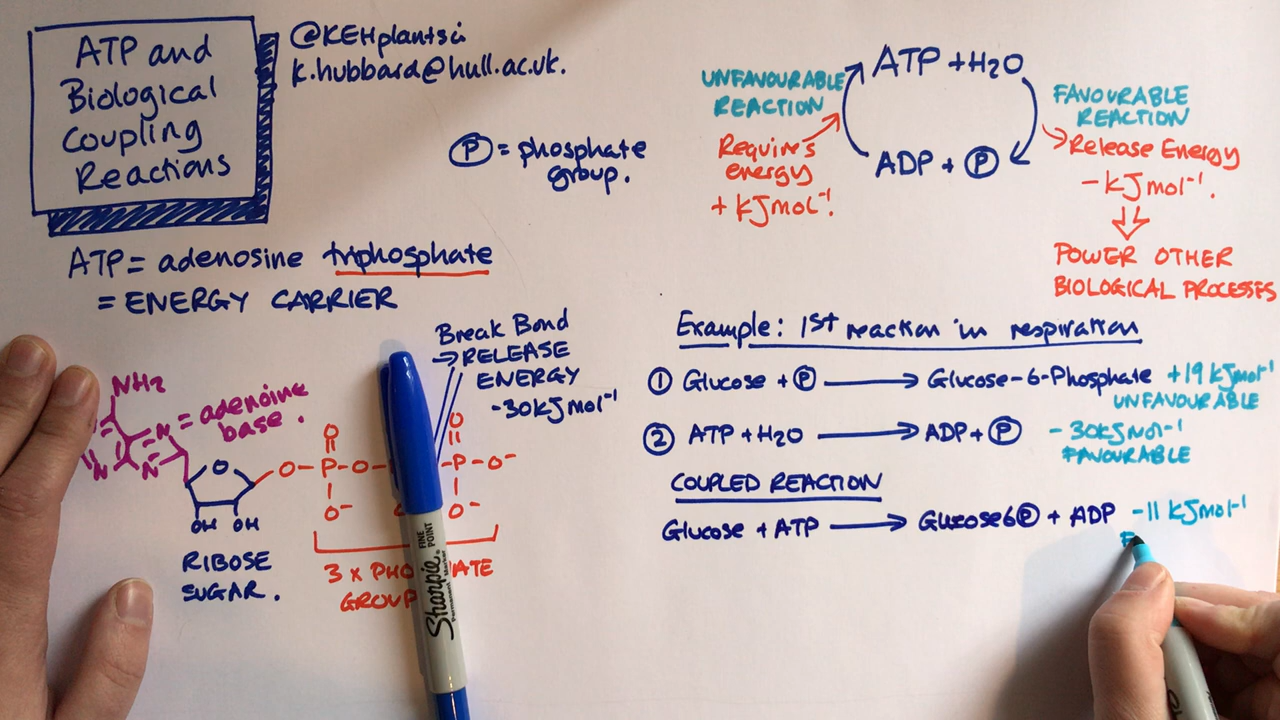 ATP and
Biological
Coupling
Reactions
@KEHplantsci
k.hubbard@hull.ac.uk.
Ⓟ = phosphate
group.
ATP = adenosine triphosphate
= ENERGY CARRIER
UNFAVOURABLE
REACTION
Requires
energy
+ kJmol⁻¹.
ATP + H2O
ADP + Ⓟ
FAVOURABLE
REACTION
Release Energy
- kJmol⁻¹.
POWER OTHER
BIOLOGICAL PROCESSES
Break Bond
→ RELEASE
ENERGY
-30kJmol⁻¹
NH2
N
= adenine
base.
N
N
O
OH OH
O-P-O-
O
O⁻
O
-P-O⁻
O⁻
RIBOSE
SUGAR.
3 x
GROUP
Sharpie
FINE POINT
Permanent Marker
Example: 1st reaction in respiration
① Glucose + Ⓟ → Glucose-6-Phosphate +19 kJmol⁻¹
UNFAVOURABLE
② ATP + H2O → ADP + Ⓟ -30kJmol⁻¹
FAVOURABLE
COUPLED REACTION
Glucose + ATP → Glucose6Ⓟ + ADP -11 kJmol⁻¹